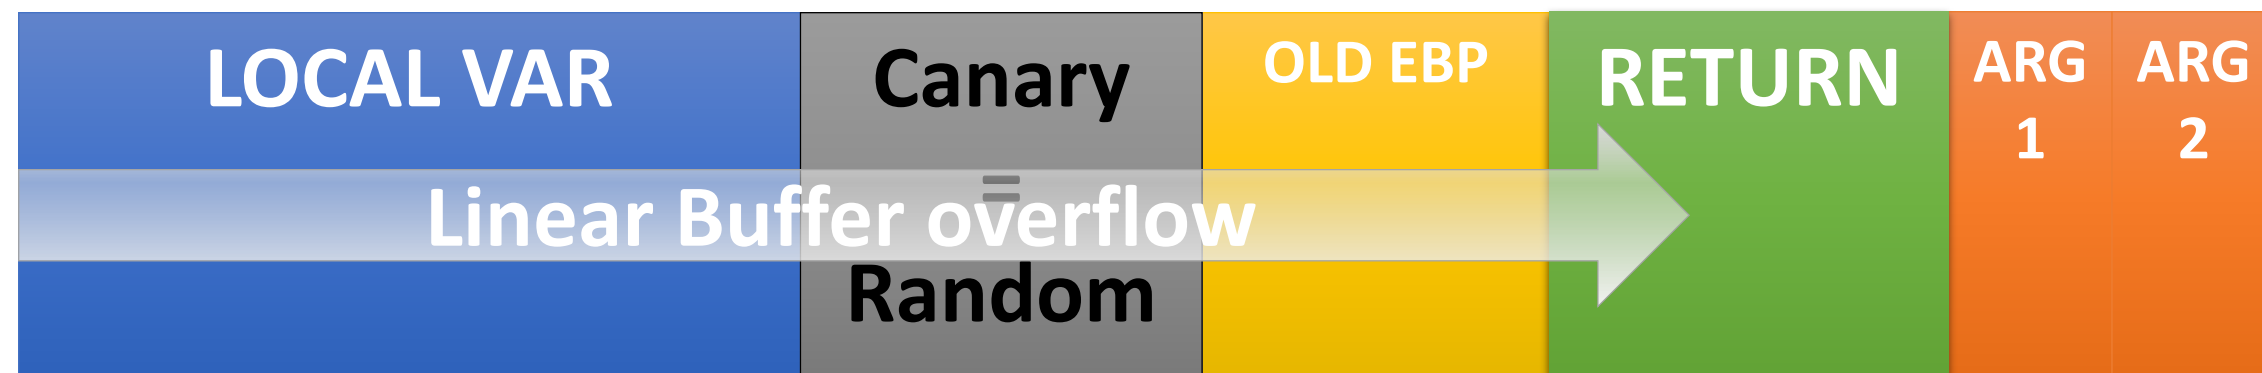 LOCAL VAR
Canary
=
Random
OLD EBP
RETURN
ARG
1
ARG
2
Linear Buffer overflow